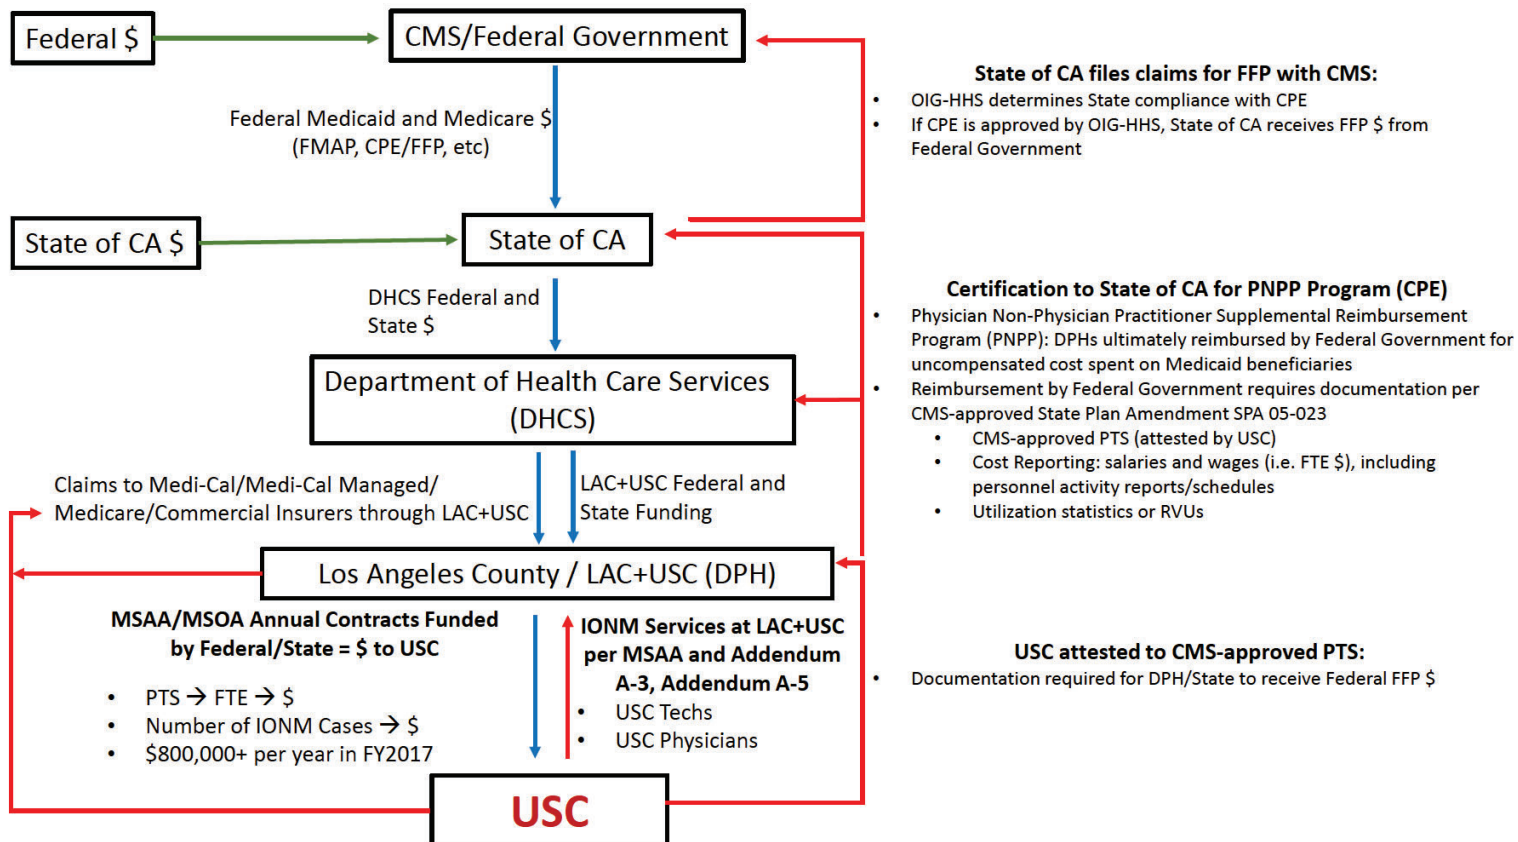 Federal $
CMS/Federal Government
Federal Medicaid and Medicare $
(FMAP, CPE/FFP, etc)
State of CA $
State of CA
DHCS Federal and
State $
Department of Health Care Services
(DHCS)
Claims to Medi-Cal/Medi-Cal Managed/
Medicare/Commercial Insurers through LAC+USC
LAC+USC Federal and
State Funding
Los Angeles County / LAC+USC (DPH)
MSAA/MSOA Annual Contracts Funded
by Federal/State = $ to USC
• PTS → FTE → $
• Number of IONM Cases → $
• $800,000+ per year in FY2017
IONM Services at LAC+USC
per MSAA and Addendum
A-3, Addendum A-5
• USC Techs
• USC Physicians
USC
State of CA files claims for FFP with CMS:
• OIG-HHS determines State compliance with CPE
• If CPE is approved by OIG-HHS, State of CA receives FFP $ from
Federal Government
Certification to State of CA for PNPP Program (CPE)
• Physician Non-Physician Practitioner Supplemental Reimbursement
Program (PNPP): DPHs ultimately reimbursed by Federal Government for
uncompensated cost spent on Medicaid beneficiaries
• Reimbursement by Federal Government requires documentation per
CMS-approved State Plan Amendment SPA 05-023
• CMS-approved PTS (attested by USC)
• Cost Reporting: salaries and wages (i.e. FTE $), including
personnel activity reports/schedules
• Utilization statistics or RVUs
USC attested to CMS-approved PTS:
• Documentation required for DPH/State to receive Federal FFP $